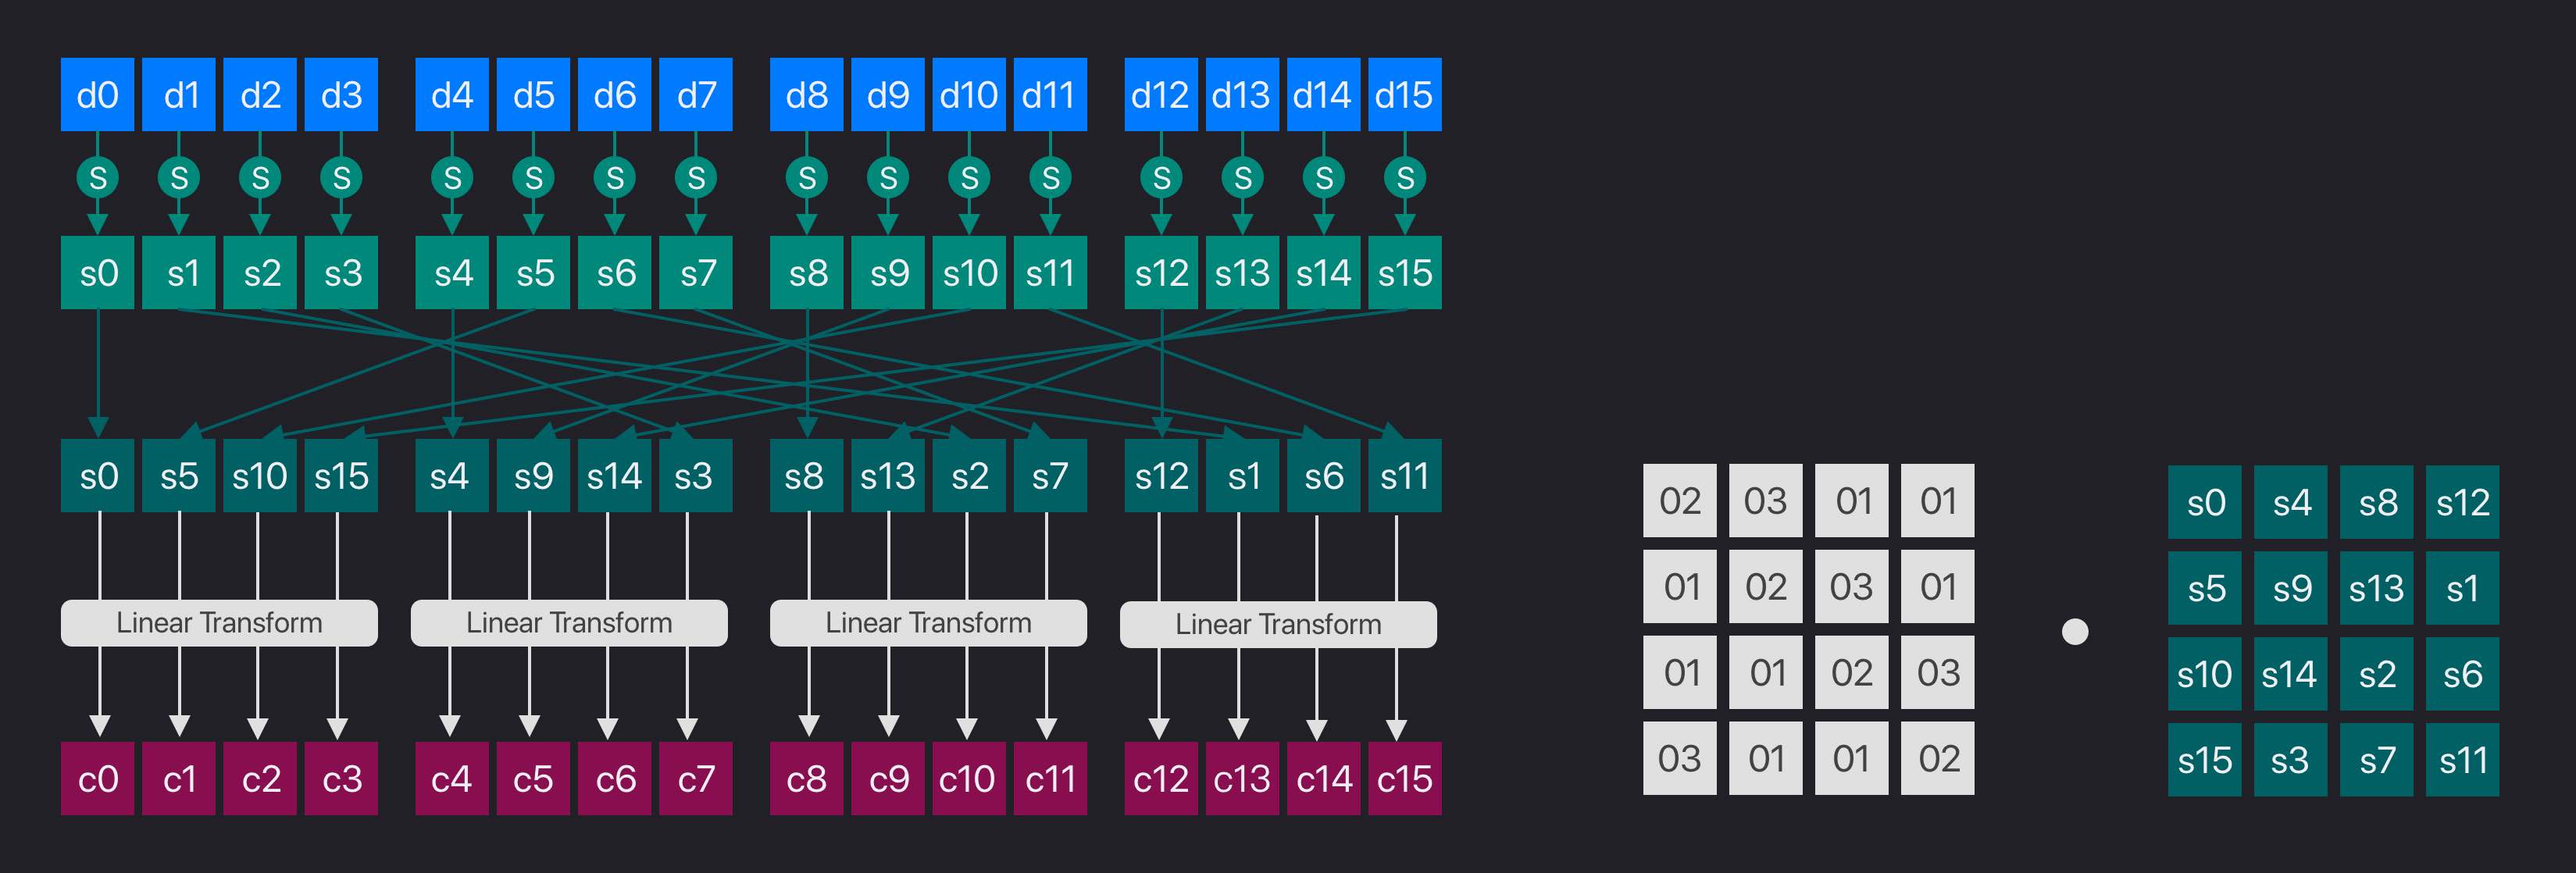 d0 d1 d2 d3 d4 d5 d6 d7 d8 d9 d10 d11 d12 d13 d14 d15
S S S S S S S S S S S S S S S S
s0 s1 s2 s3 s4 s5 s6 s7 s8 s9 s10 s11 s12 s13 s14 s15
s0 s5 s10 s15 s4 s9 s14 s3 s8 s13 s2 s7 s12 s1 s6 s11
Linear Transform Linear Transform Linear Transform Linear Transform
c0 c1 c2 c3 c4 c5 c6 c7 c8 c9 c10 c11 c12 c13 c14 c15
02 03 01 01
01 02 03 01
01 01 02 03
03 01 01 02
s0 s4 s8 s12
s5 s9 s13 s1
s10 s14 s2 s6
s15 s3 s7 s11